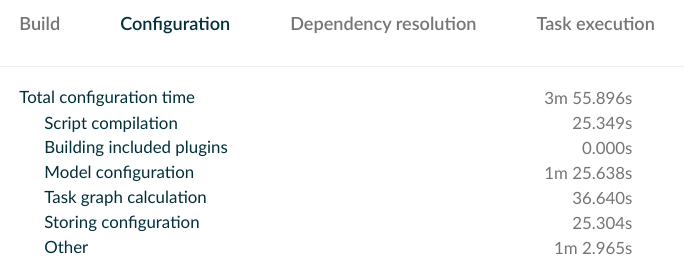 Build Configuration Dependency resolution Task execution
Total configuration time 3m 55.896s
Script compilation 25.349s
Building included plugins 0.000s
Model configuration 1m 25.638s
Task graph calculation 36.640s
Storing configuration 25.304s
Other 1m 2.965s